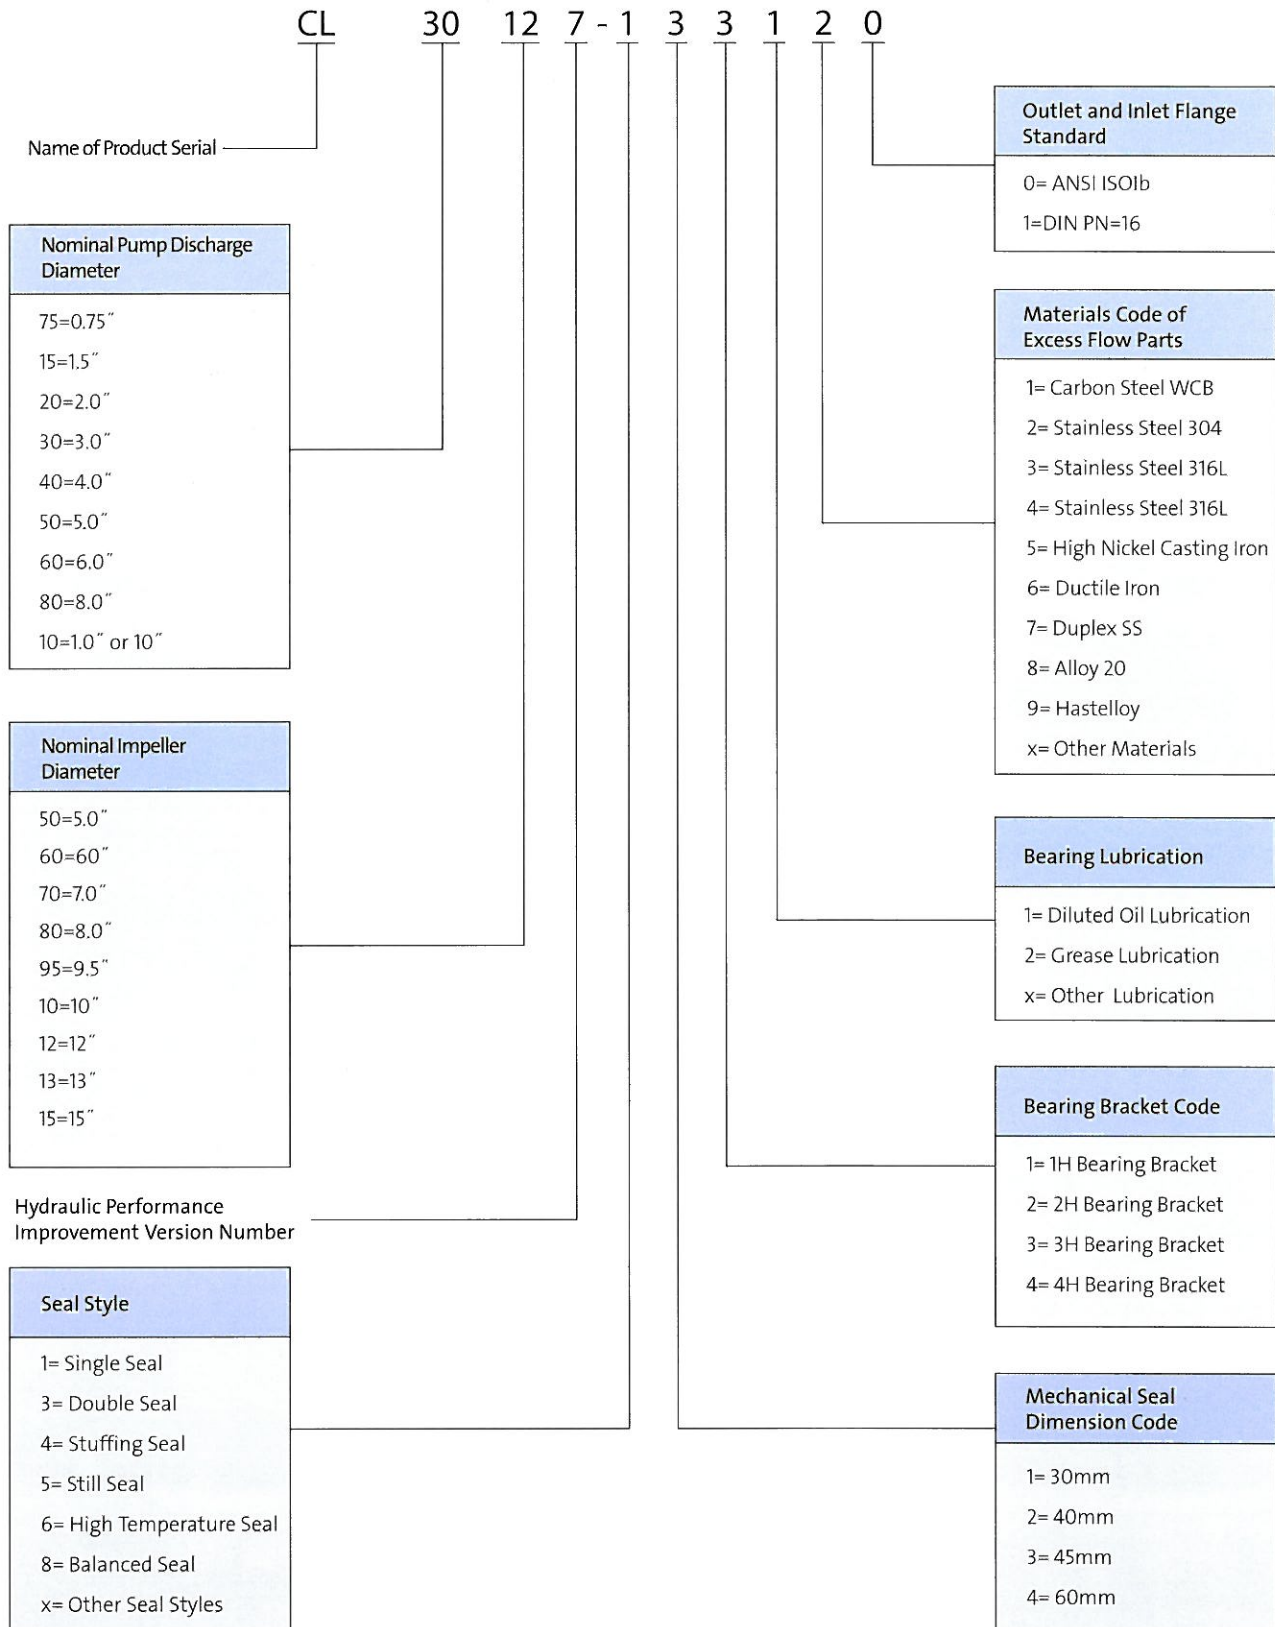 CL 30 12 7 - 1 3 3 1 2 0
Name of Product Serial
Nominal Pump Discharge
Diameter
75=0.75″
15=1.5″
20=2.0″
30=3.0″
40=4.0″
50=5.0″
60=6.0″
80=8.0″
10=1.0″ or 10″
Nominal Impeller
Diameter
50=5.0″
60=60″
70=7.0″
80=8.0″
95=9.5″
10=10″
12=12″
13=13″
15=15″
Hydraulic Performance
Improvement Version Number
Seal Style
1= Single Seal
3= Double Seal
4= Stuffing Seal
5= Still Seal
6= High Temperature Seal
8= Balanced Seal
x= Other Seal Styles
Outlet and Inlet Flange
Standard
0= ANSI ISOIb
1=DIN PN=16
Materials Code of
Excess Flow Parts
1= Carbon Steel WCB
2= Stainless Steel 304
3= Stainless Steel 316L
4= Stainless Steel 316L
5= High Nickel Casting Iron
6= Ductile Iron
7= Duplex SS
8= Alloy 20
9= Hastelloy
x= Other Materials
Bearing Lubrication
1= Diluted Oil Lubrication
2= Grease Lubrication
x= Other Lubrication
Bearing Bracket Code
1= 1H Bearing Bracket
2= 2H Bearing Bracket
3= 3H Bearing Bracket
4= 4H Bearing Bracket
Mechanical Seal
Dimension Code
1= 30mm
2= 40mm
3= 45mm
4= 60mm